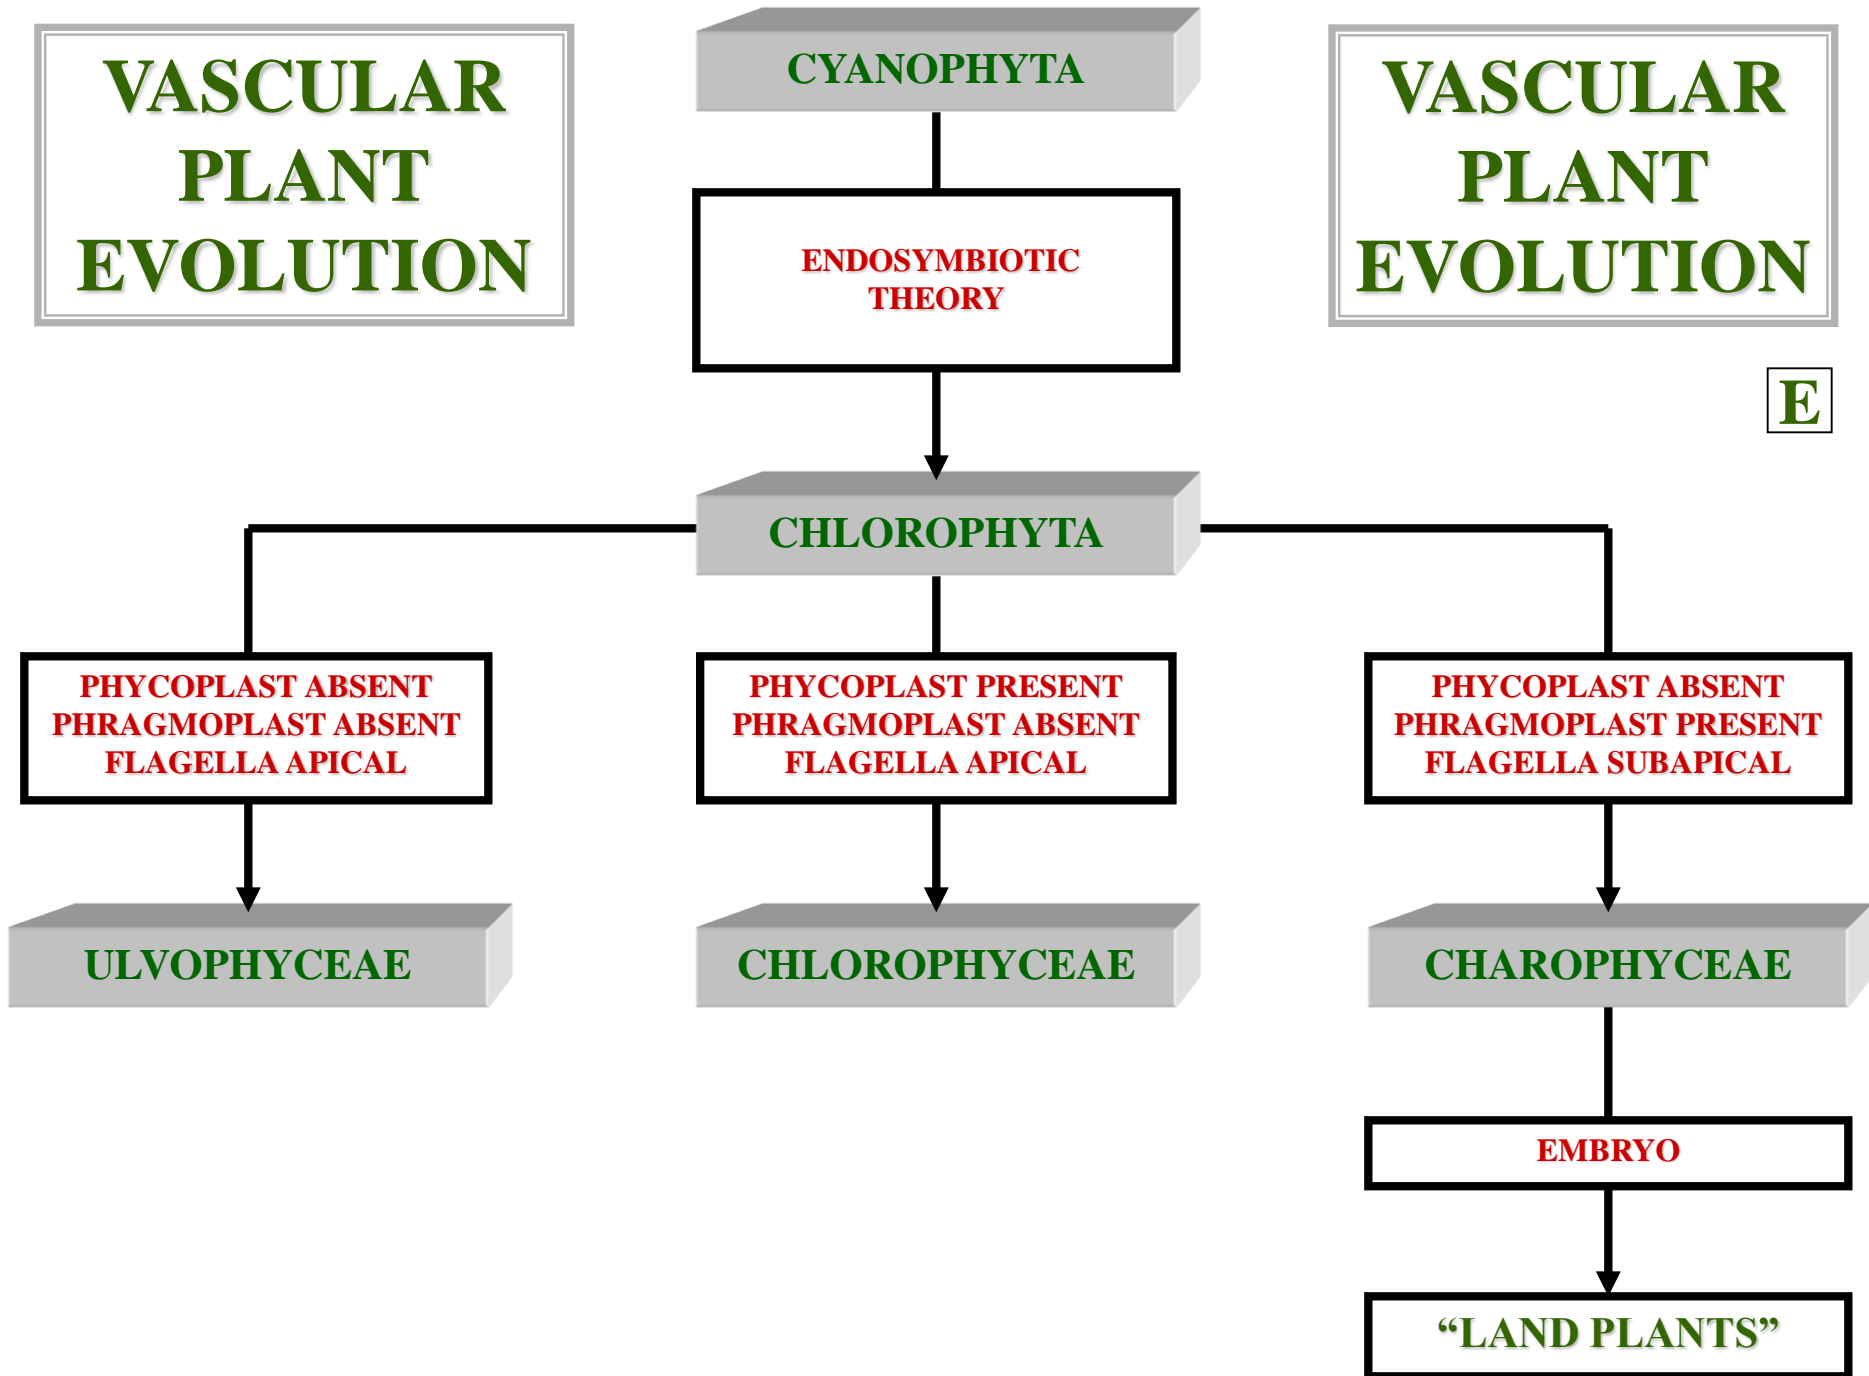 VASCULAR
PLANT
EVOLUTION
CYANOPHYTA
VASCULAR
PLANT
EVOLUTION
ENDOSYMBIOTIC
THEORY
E
CHLOROPHYTA
PHYCOPLAST ABSENT
PHRAGMOPLAST ABSENT
FLAGELLA APICAL
PHYCOPLAST PRESENT
PHRAGMOPLAST ABSENT
FLAGELLA APICAL
PHYCOPLAST ABSENT
PHRAGMOPLAST PRESENT
FLAGELLA SUBAPICAL
ULVOPHYCEAE
CHLOROPHYCEAE
CHAROPHYCEAE
EMBRYO
“LAND PLANTS”